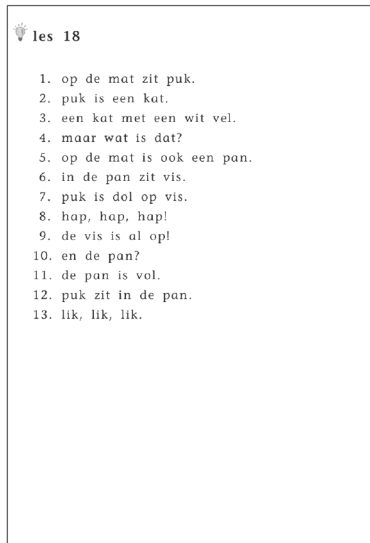 les 18
1. op de mat zit puk.
2. puk is een kat.
3. een kat met een wit vel.
4. maar wat is dat?
5. op de mat is ook een pan.
6. in de pan zit vis.
7. puk is dol op vis.
8. hap, hap, hap!
9. de vis is al op!
10. en de pan?
11. de pan is vol.
12. puk zit in de pan.
13. lik, lik, lik.